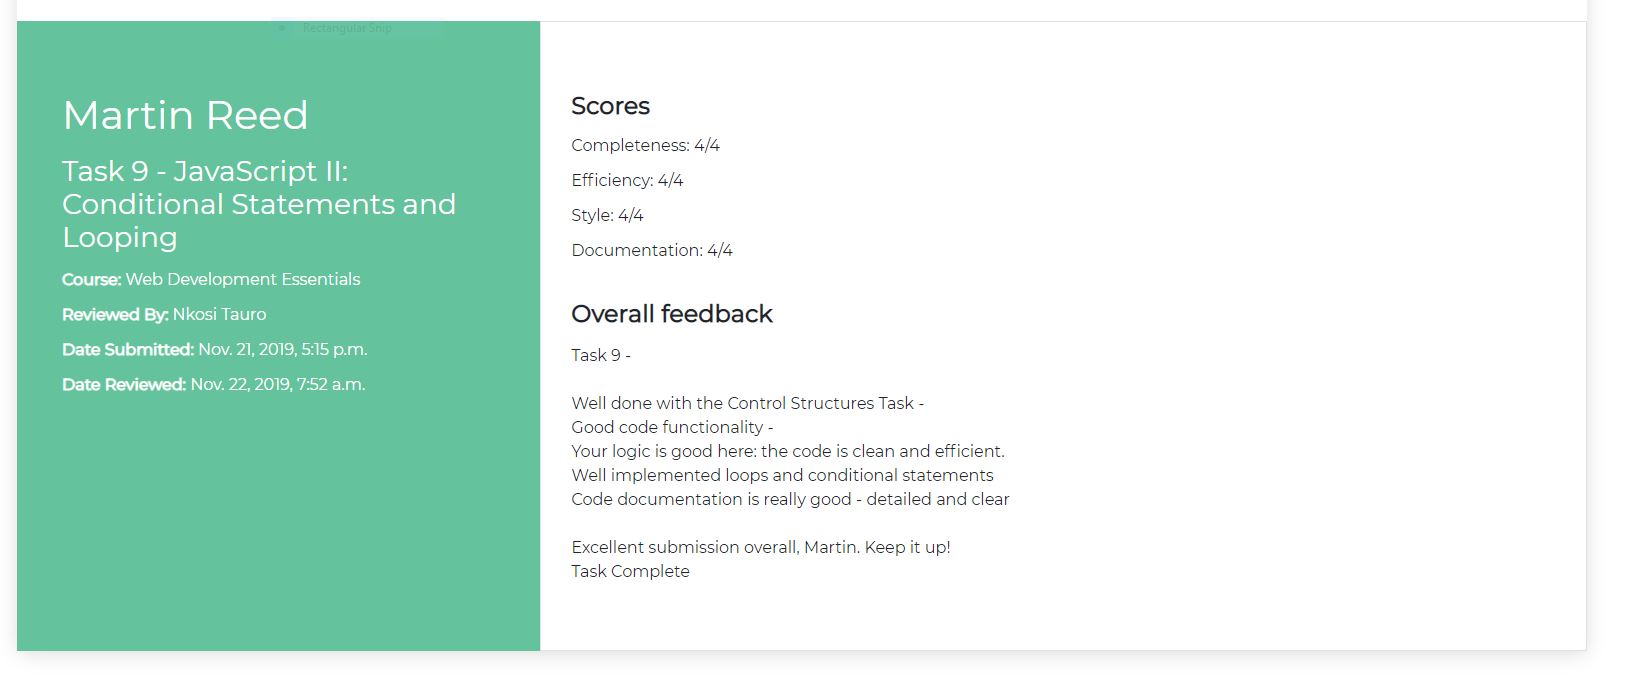 Rectangular Snip
Martin Reed
Task 9 - JavaScript II:
Conditional Statements and
Looping
Course: Web Development Essentials
Reviewed By: Nkosi Tauro
Date Submitted: Nov. 21, 2019, 5:15 p.m.
Date Reviewed: Nov. 22, 2019, 7:52 a.m.
Scores
Completeness: 4/4
Efficiency: 4/4
Style: 4/4
Documentation: 4/4
Overall feedback
Task 9 -
Well done with the Control Structures Task -
Good code functionality -
Your logic is good here: the code is clean and efficient.
Well implemented loops and conditional statements
Code documentation is really good - detailed and clear
Excellent submission overall, Martin. Keep it up!
Task Complete